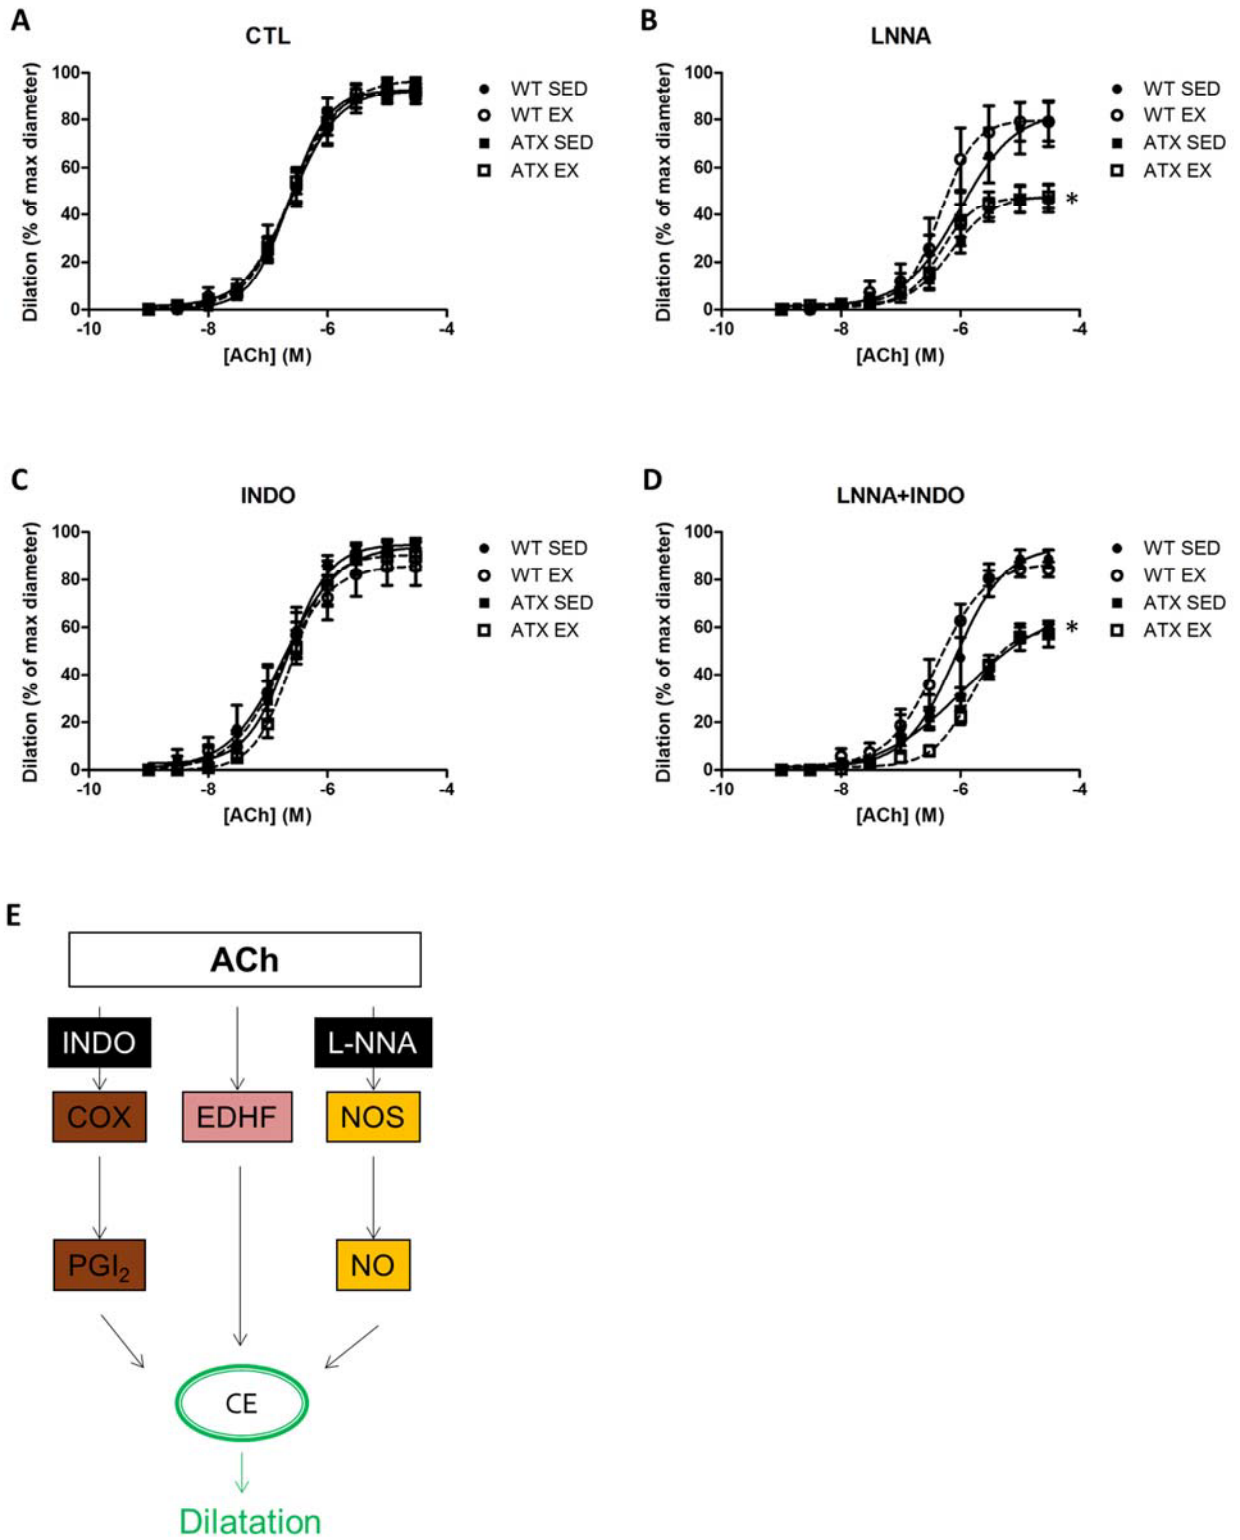 A
CTL
Dilation (% of max diameter)
100
80
60
40
20
0
-10
-8
-6
-4
[ACh] (M)
WT SED
WT EX
ATX SED
ATX EX
B
LNNA
Dilation (% of max diameter)
100
80
60
40
20
0
-10
-8
-6
-4
[ACh] (M)
WT SED
WT EX
ATX SED
ATX EX
*
C
INDO
Dilation (% of max diameter)
100
80
60
40
20
0
-10
-8
-6
-4
[ACh] (M)
WT SED
WT EX
ATX SED
ATX EX
D
LNNA+INDO
Dilation (% of max diameter)
100
80
60
40
20
0
-10
-8
-6
-4
[ACh] (M)
WT SED
WT EX
ATX SED
ATX EX
*
E
ACh
INDO
L-NNA
COX
EDHF
NOS
PGI₂
NO
CE
Dilatation